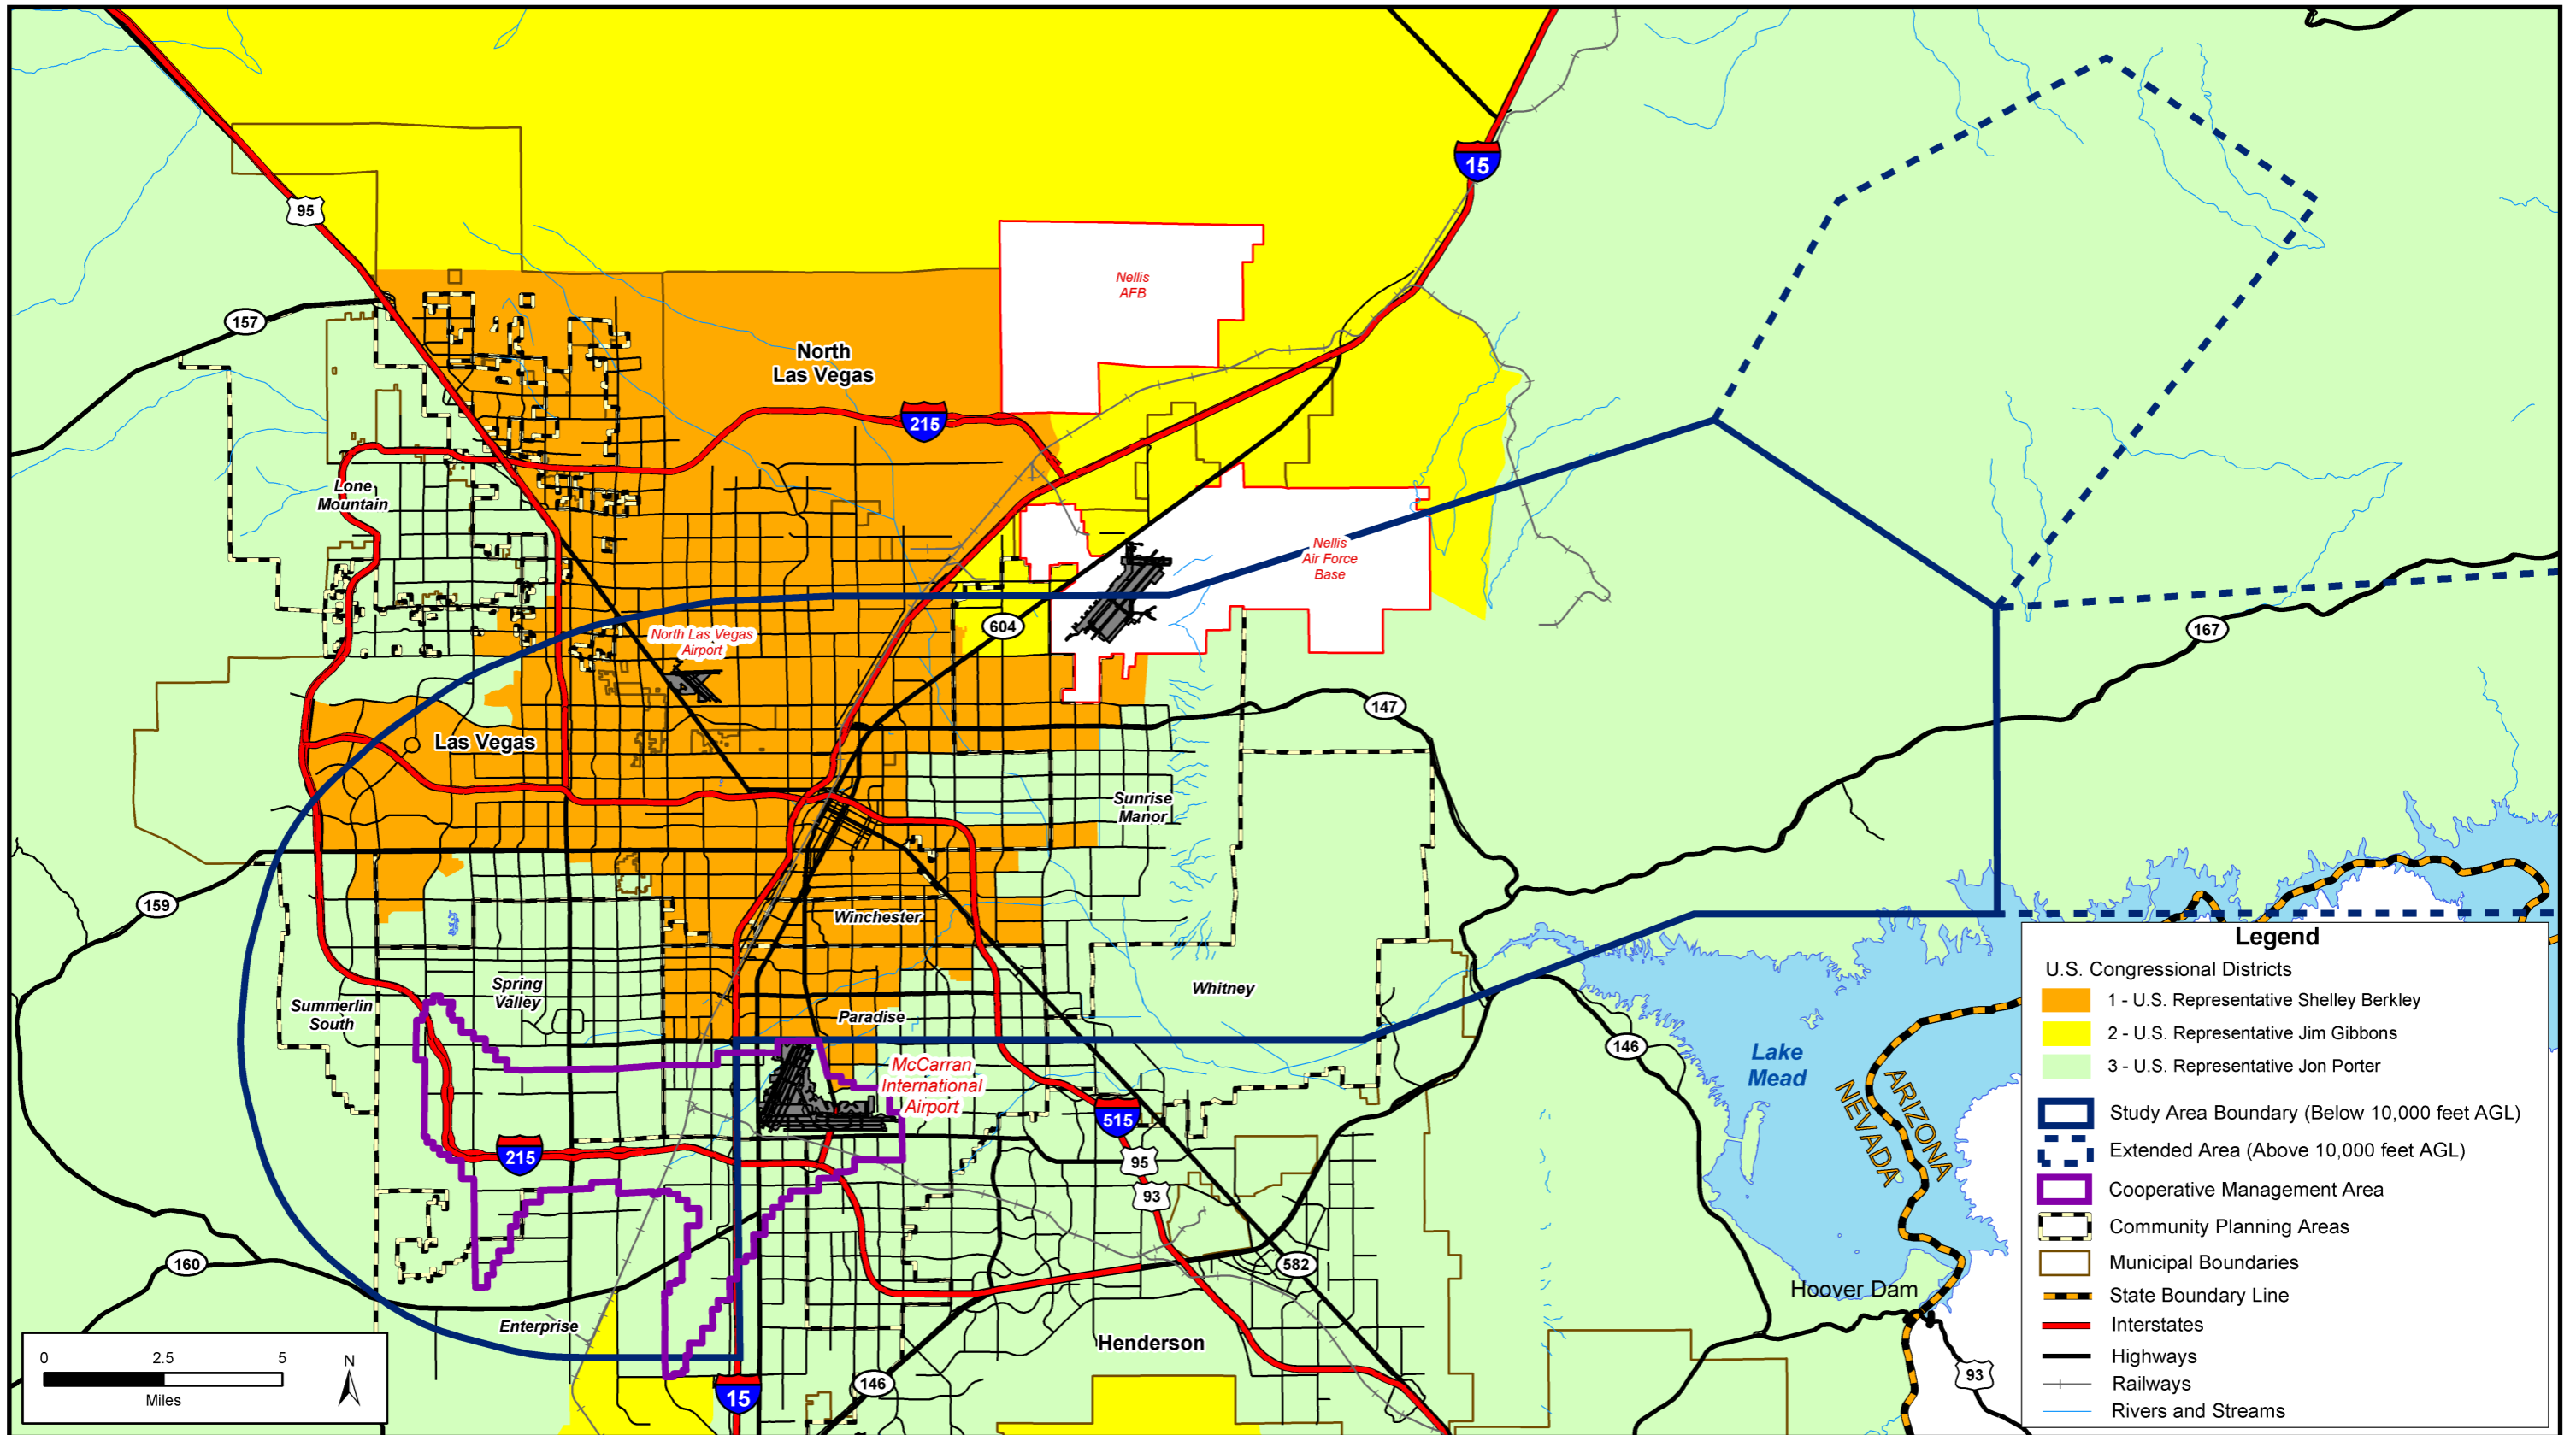 15
95
Nellis
AFB
157
North
Las Vegas
215
Lone
Mountain
Nellis
Air Force
Base
604
North Las Vegas
Airport
167
147
Las Vegas
Sunrise
Manor
159
Winchester
Spring
Valley
Whitney
Summerlin
South
Paradise
146
Lake
Mead
McCarran
International
Airport
ARIZONA
NEVADA
515
215
95
93
160
582
Hoover Dam
Enterprise
Henderson
146
15
93
0 2.5 5
Miles
N
Legend
U.S. Congressional Districts
1 - U.S. Representative Shelley Berkley
2 - U.S. Representative Jim Gibbons
3 - U.S. Representative Jon Porter
Study Area Boundary (Below 10,000 feet AGL)
Extended Area (Above 10,000 feet AGL)
Cooperative Management Area
Community Planning Areas
Municipal Boundaries
State Boundary Line
Interstates
Highways
Railways
Rivers and Streams